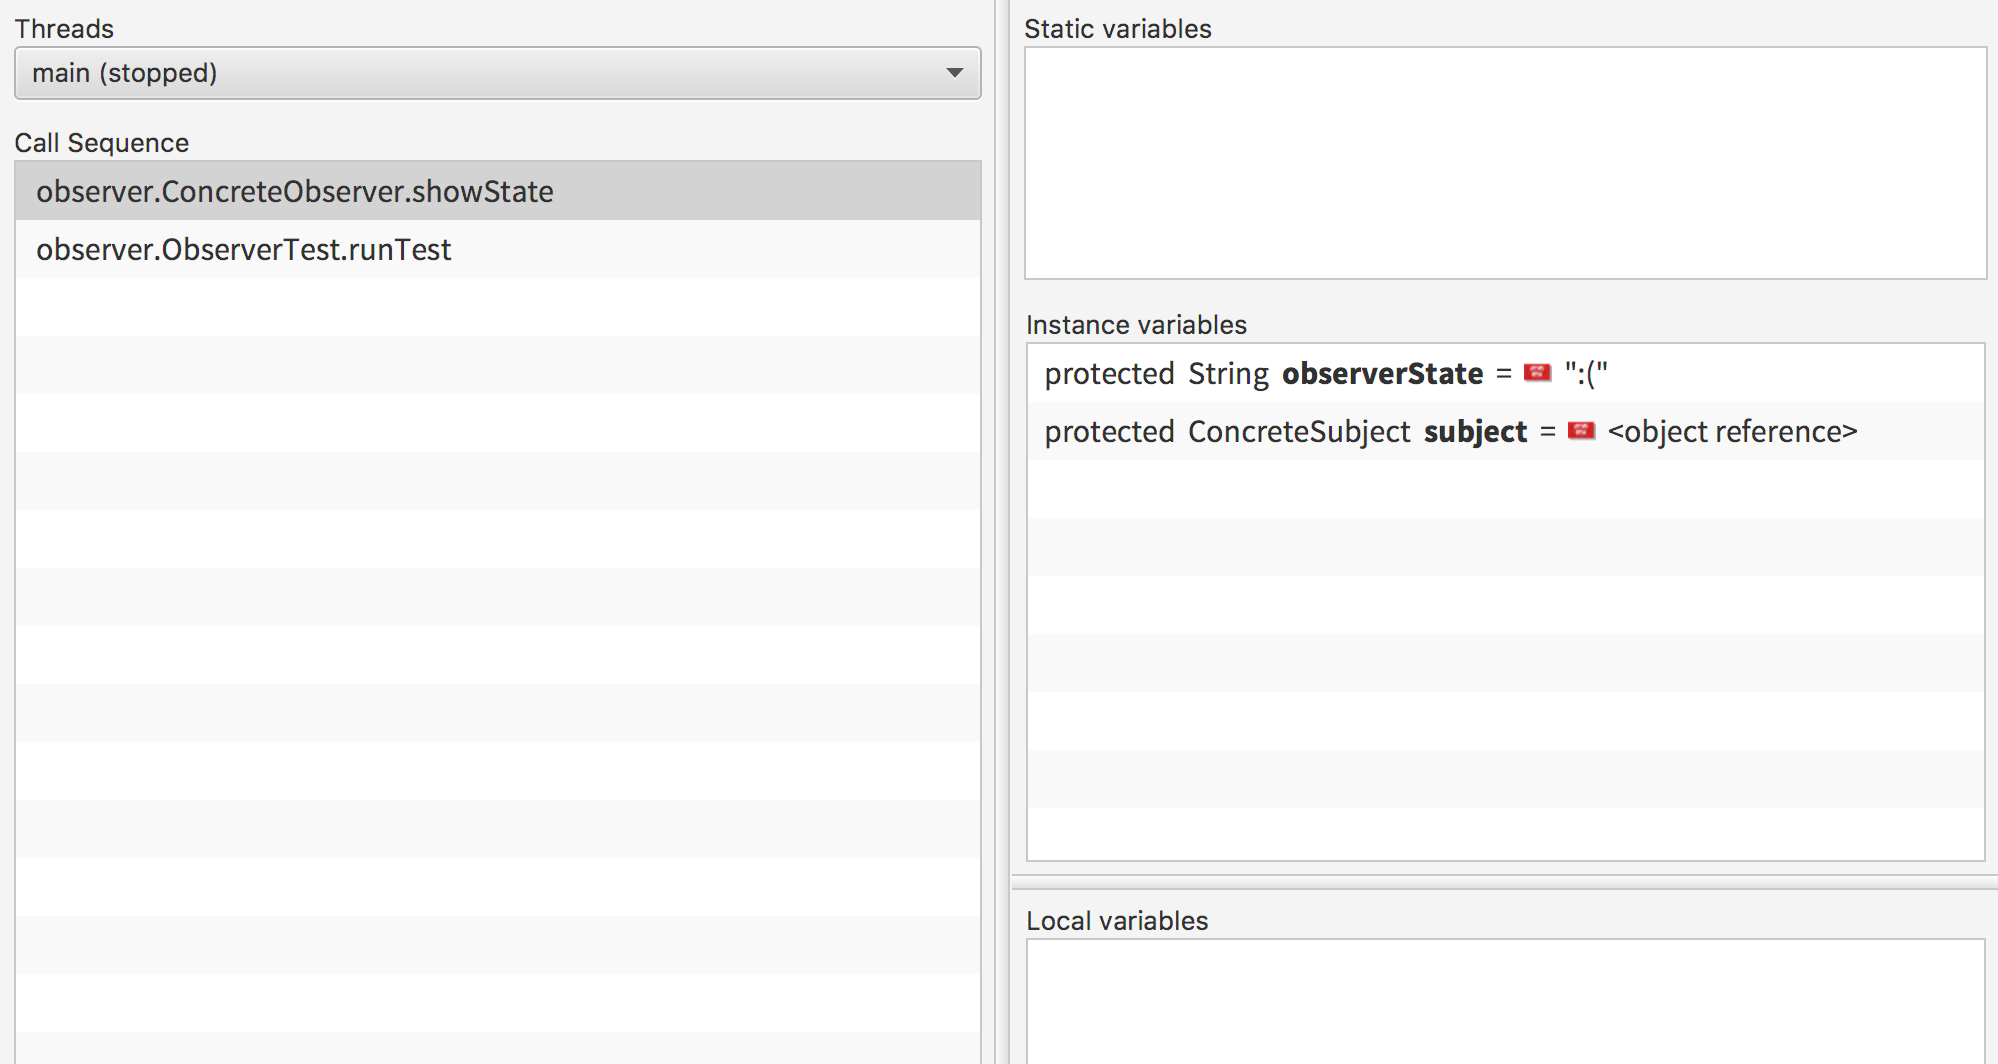 Threads
main (stopped)
Call Sequence
observer.ConcreteObserver.showState
observer.ObserverTest.runTest
Static variables
Instance variables
protected String observerState = ":("
protected ConcreteSubject subject = <object reference>
Local variables